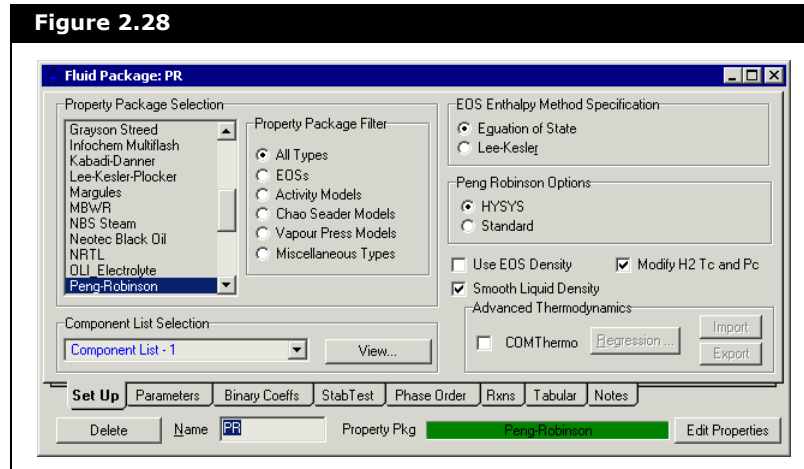 Figure 2.28
Fluid Package: PR
Property Package Selection
Grayson Streed
Infochem Multiflash
Kabadi-Danner
Lee-Kesler-Plocker
Margules
MBWR
NBS Steam
Neotec Black Oil
NRTL
OLI_Electrolyte
Peng-Robinson
Property Package Filter
All Types
EOSs
Activity Models
Chao Seader Models
Vapour Press Models
Miscellaneous Types
Component List Selection
Component List - 1
View...
EOS Enthalpy Method Specification
Equation of State
Lee-Kesler
Peng Robinson Options
HYSYS
Standard
Use EOS Density Modify H2 Tc and Pc
Smooth Liquid Density
Advanced Thermodynamics
COMThermo Regression ... Import
Export
Set Up Parameters Binary Coeffs StabTest Phase Order Rxns Tabular Notes
Delete Name PR Property Pkg Peng-Robinson Edit Properties